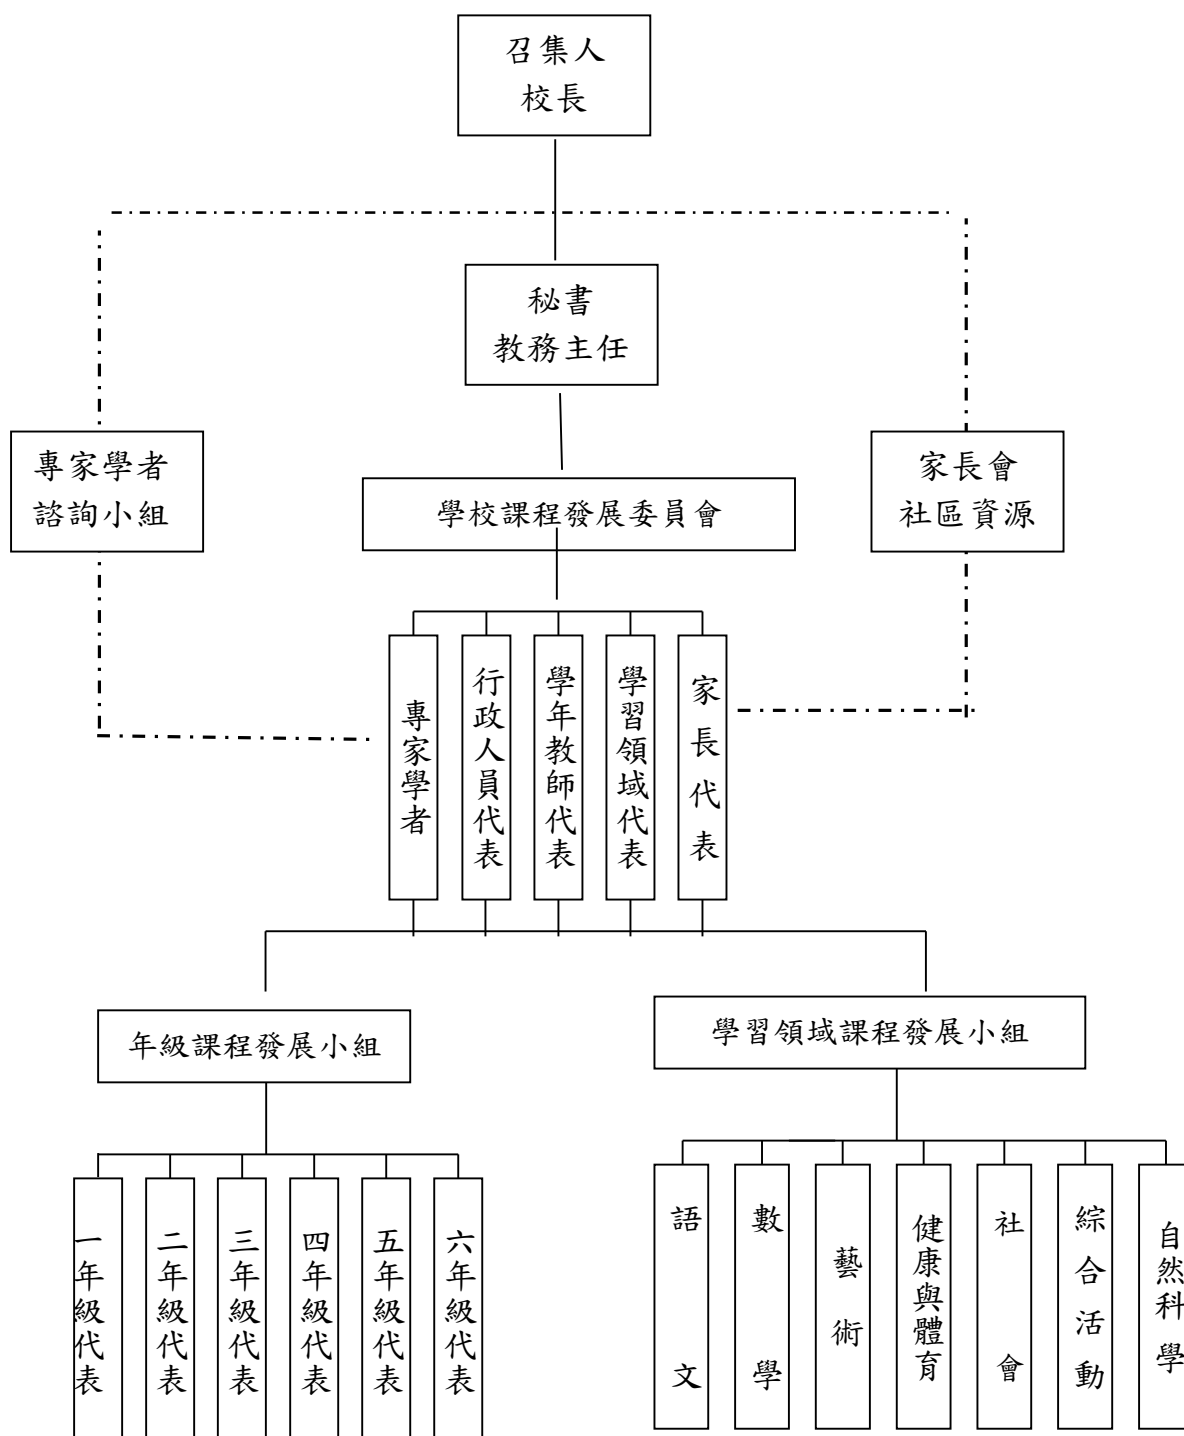 召集人
校長
秘書
教務主任
專家學者
諮詢小組
家長會
社區資源
學校課程發展委員會
專家學者
行政人員代表
學年教師代表
學習領域代表
家長代表
年級課程發展小組
學習領域課程發展小組
一年級代表
二年級代表
三年級代表
四年級代表
五年級代表
六年級代表
語文
數學
藝術
健康與體育
社會
綜合活動
自然科學